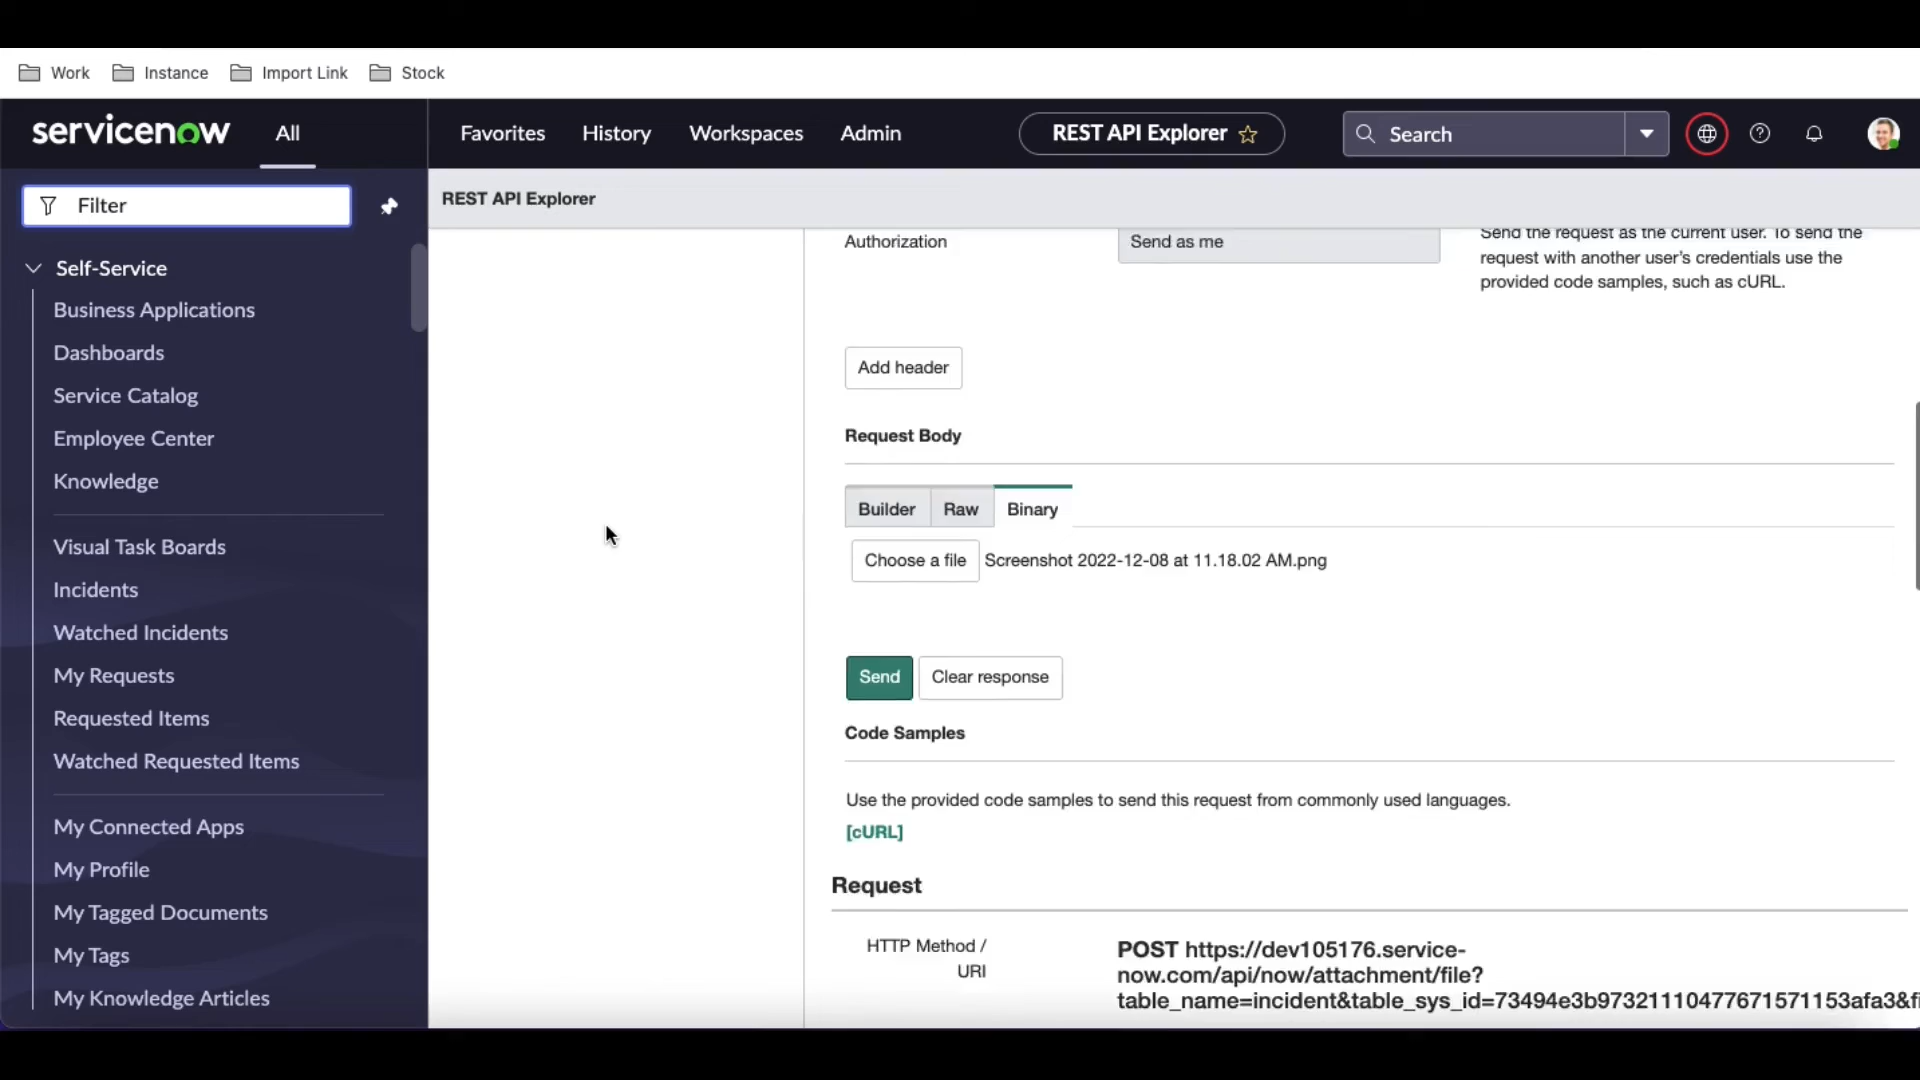 Work Instance Import Link Stock
servicenow All Favorites History Workspaces Admin REST API Explorer Search
Filter
REST API Explorer
Self-Service
Business Applications
Dashboards
Service Catalog
Employee Center
Knowledge
Visual Task Boards
Incidents
Watched Incidents
My Requests
Requested Items
Watched Requested Items
My Connected Apps
My Profile
My Tagged Documents
My Tags
My Knowledge Articles
Authorization
Send as me
Send the request as the current user. To send the
request with another user's credentials use the
provided code samples, such as cURL.
Add header
Request Body
Builder Raw Binary
Choose a file Screenshot 2022-12-08 at 11.18.02 AM.png
Send Clear response
Code Samples
Use the provided code samples to send this request from commonly used languages.
[cURL]
Request
HTTP Method /
URI
POST https://dev105176.service-
now.com/api/now/attachment/file?
table_name=incident&table_sys_id=73494e3b97321110477671571153afa3&fi